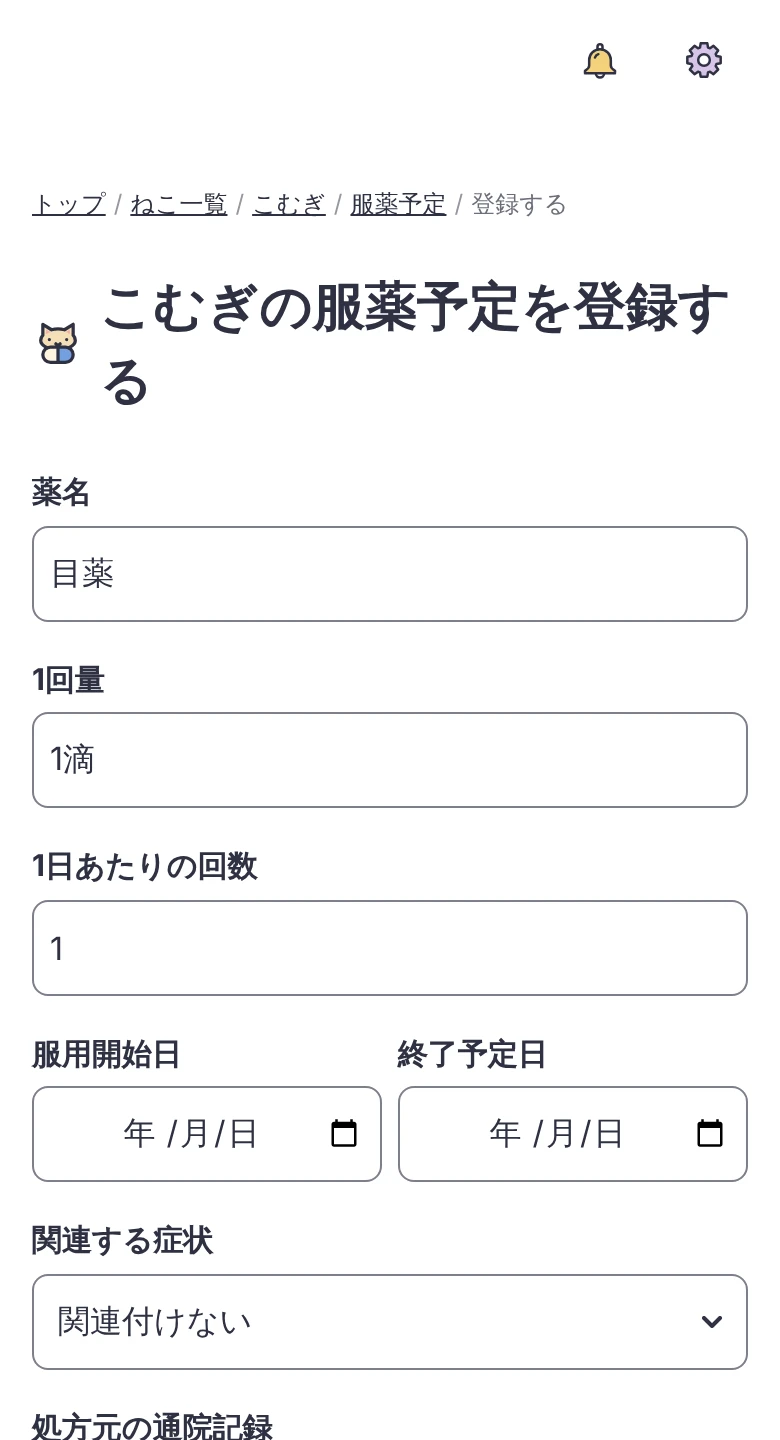 トップ / ねこ一覧 / こむぎ / 服薬予定 / 登録する
こむぎの服薬予定を登録す
る
薬名
目薬
1回量
1滴
1日あたりの回数
1
服用開始日 終了予定日
年 /月/日 年 /月/日
関連する症状
関連付けない
処方元の通院記録